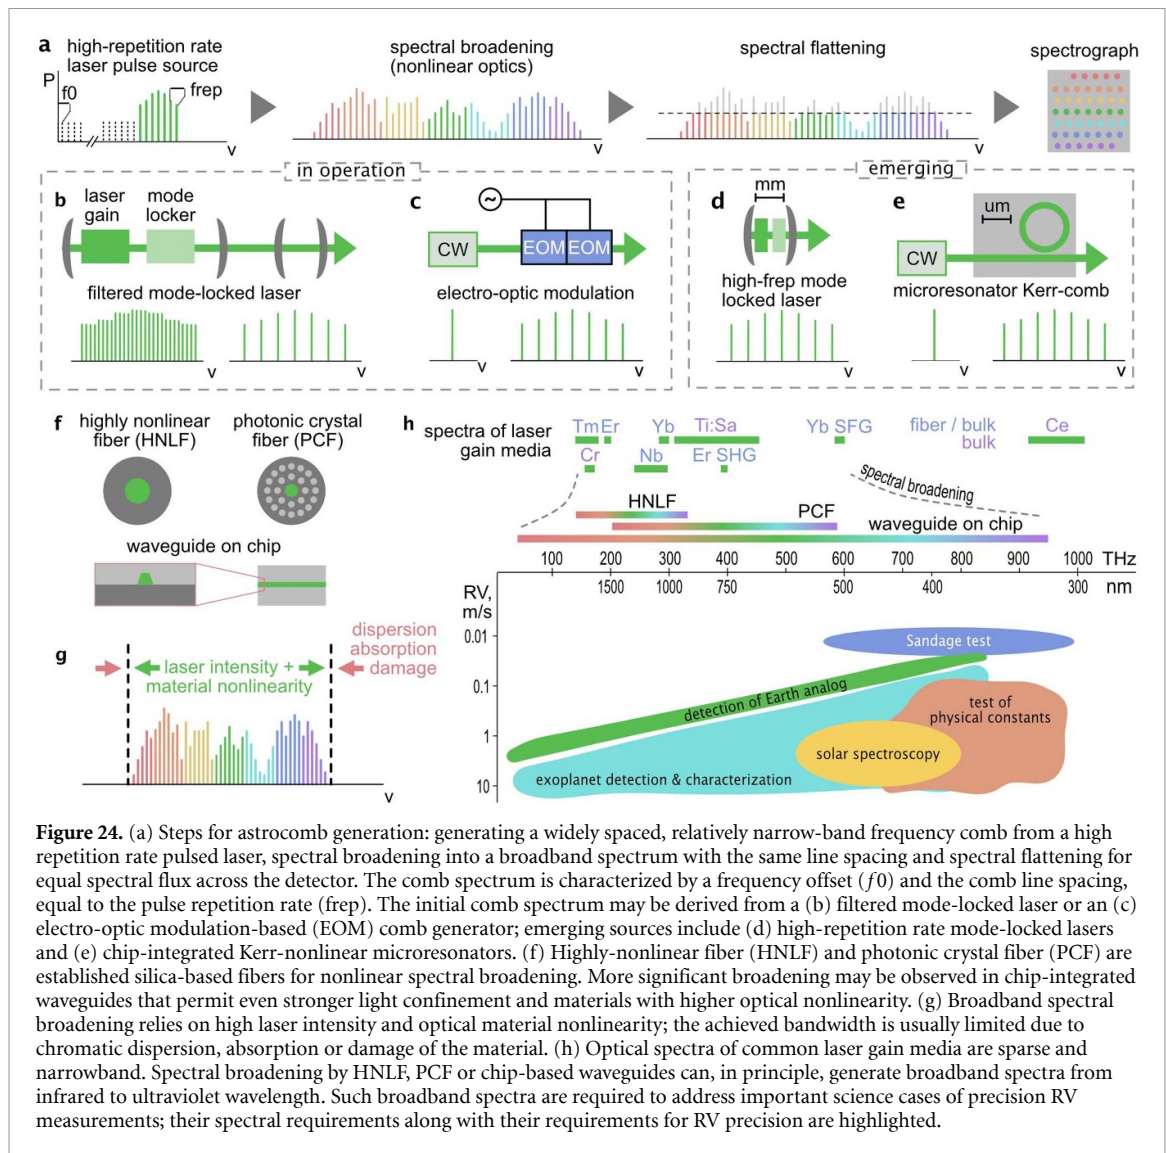 a high-repetition rate
laser pulse source
spectral broadening
(nonlinear optics)
spectral flattening
spectrograph
P
f0
frep
v
v
v
in operation
emerging
b laser
gain
mode
locker
filtered mode-locked laser
v
v
c
~
CW
EOM EOM
electro-optic modulation
v
v
d mm
high-frep mode
locked laser
v
e um
CW
microresonator Kerr-comb
v
v
f highly nonlinear
fiber (HNLF)
photonic crystal
fiber (PCF)
waveguide on chip
g
dispersion
absorption
damage
laser intensity +
material nonlinearity
v
h spectra of laser
gain media
Tm Er Yb Ti:Sa Yb SFG fiber / bulk Ce
bulk
Cr Nb Er SHG
spectral broadening
HNLF
PCF
waveguide on chip
100 200 300 400 500 600 700 800 900 1000 THz
1500 1000 750 500 400 300 nm
RV,
m/s
0.01
0.1
1
10
Sandage test
detection of Earth analog
test of
physical constants
solar spectroscopy
exoplanet detection & characterization
Figure 24. (a) Steps for astrocomb generation: generating a widely spaced, relatively narrow-band frequency comb from a high
repetition rate pulsed laser, spectral broadening into a broadband spectrum with the same line spacing and spectral flattening for
equal spectral flux across the detector. The comb spectrum is characterized by a frequency offset (f0) and the comb line spacing,
equal to the pulse repetition rate (frep). The initial comb spectrum may be derived from a (b) filtered mode-locked laser or an (c)
electro-optic modulation-based (EOM) comb generator; emerging sources include (d) high-repetition rate mode-locked lasers
and (e) chip-integrated Kerr-nonlinear microresonators. (f) Highly-nonlinear fiber (HNLF) and photonic crystal fiber (PCF) are
established silica-based fibers for nonlinear spectral broadening. More significant broadening may be observed in chip-integrated
waveguides that permit even stronger light confinement and materials with higher optical nonlinearity. (g) Broadband spectral
broadening relies on high laser intensity and optical material nonlinearity; the achieved bandwidth is usually limited due to
chromatic dispersion, absorption or damage of the material. (h) Optical spectra of common laser gain media are sparse and
narrowband. Spectral broadening by HNLF, PCF or chip-based waveguides can, in principle, generate broadband spectra from
infrared to ultraviolet wavelength. Such broadband spectra are required to address important science cases of precision RV
measurements; their spectral requirements along with their requirements for RV precision are highlighted.